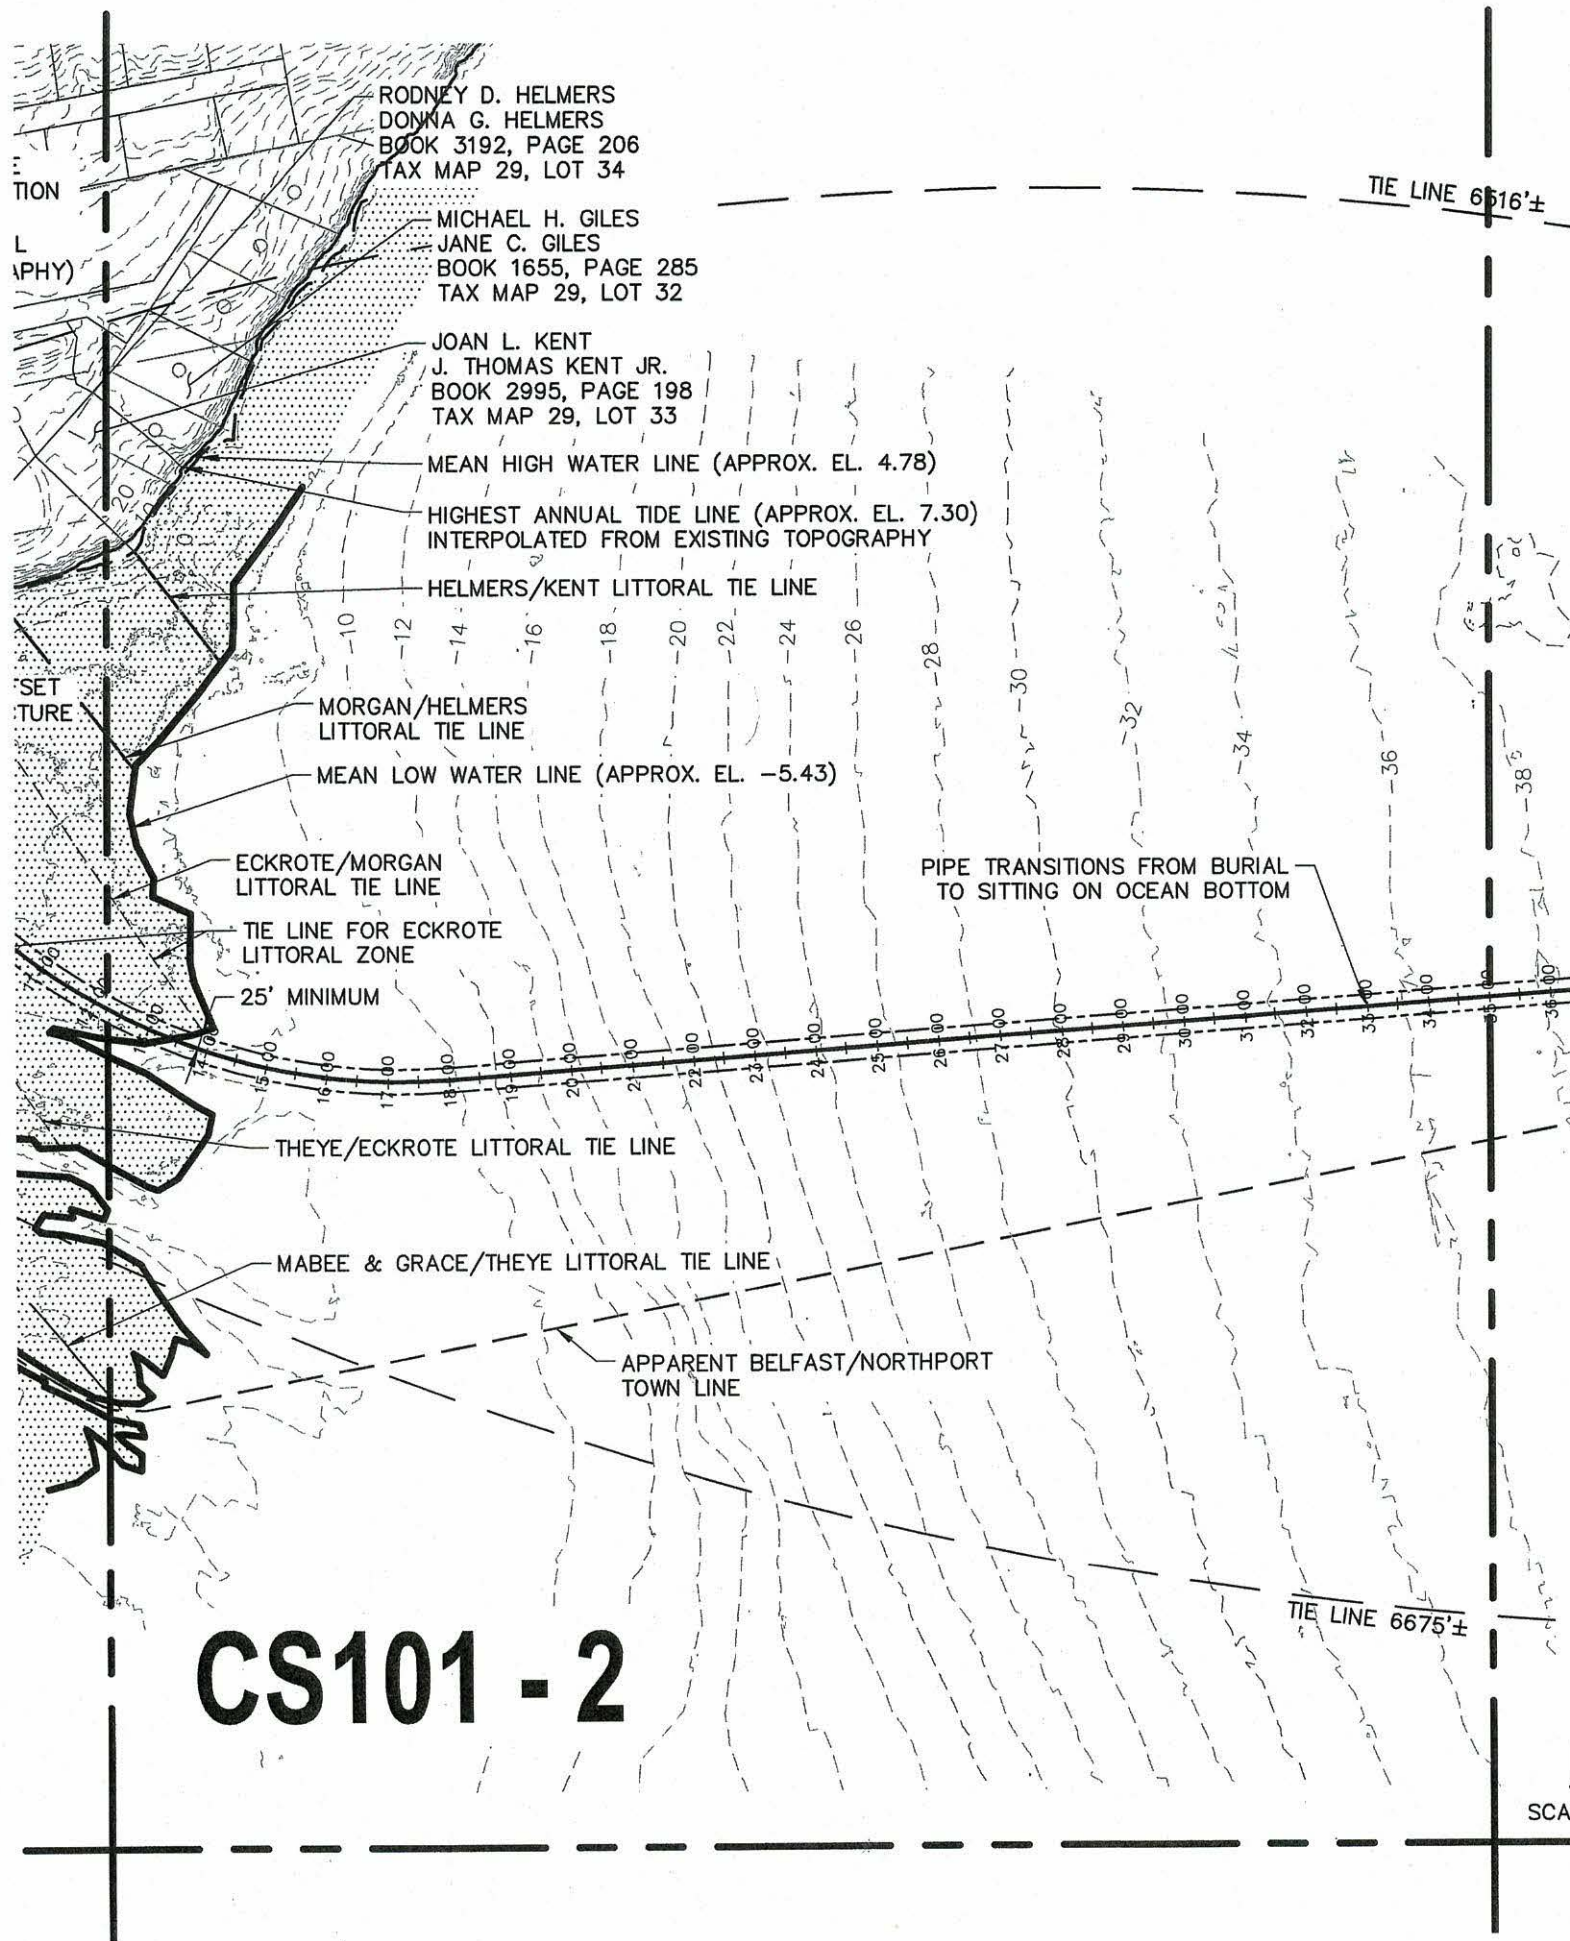 RODNEY D. HELMERS
DONNA G. HELMERS
BOOK 3192, PAGE 206
TAX MAP 29, LOT 34
TION
L
APHY)
TIE LINE 6516'±
MICHAEL H. GILES
JANE C. GILES
BOOK 1655, PAGE 285
TAX MAP 29, LOT 32
JOAN L. KENT
J. THOMAS KENT JR.
BOOK 2995, PAGE 198
TAX MAP 29, LOT 33
MEAN HIGH WATER LINE (APPROX. EL. 4.78)
20
HIGHEST ANNUAL TIDE LINE (APPROX. EL. 7.30)
INTERPOLATED FROM EXISTING TOPOGRAPHY
HELMERS/KENT LITTORAL TIE LINE
-10
-12
-14
-16
-18
-20
-22
-24
-26
-28
-30
-32
-34
-36
-38
SET
TURE
MORGAN/HELMERS
LITTORAL TIE LINE
MEAN LOW WATER LINE (APPROX. EL. -5.43)
ECKROTE/MORGAN
LITTORAL TIE LINE
PIPE TRANSITIONS FROM BURIAL
TO SITTING ON OCEAN BOTTOM
TIE LINE FOR ECKROTE
LITTORAL ZONE
25' MINIMUM
15+00
16+00
17+00
18+00
19+00
20+00
21+00
22+00
23+00
24+00
25+00
26+00
27+00
28+00
29+00
30+00
31+00
32+00
33+00
34+00
35+00
36+00
THEYE/ECKROTE LITTORAL TIE LINE
MABEE & GRACE/THEYE LITTORAL TIE LINE
APPARENT BELFAST/NORTHPORT
TOWN LINE
TIE LINE 6675'±
CS101 - 2
SCA